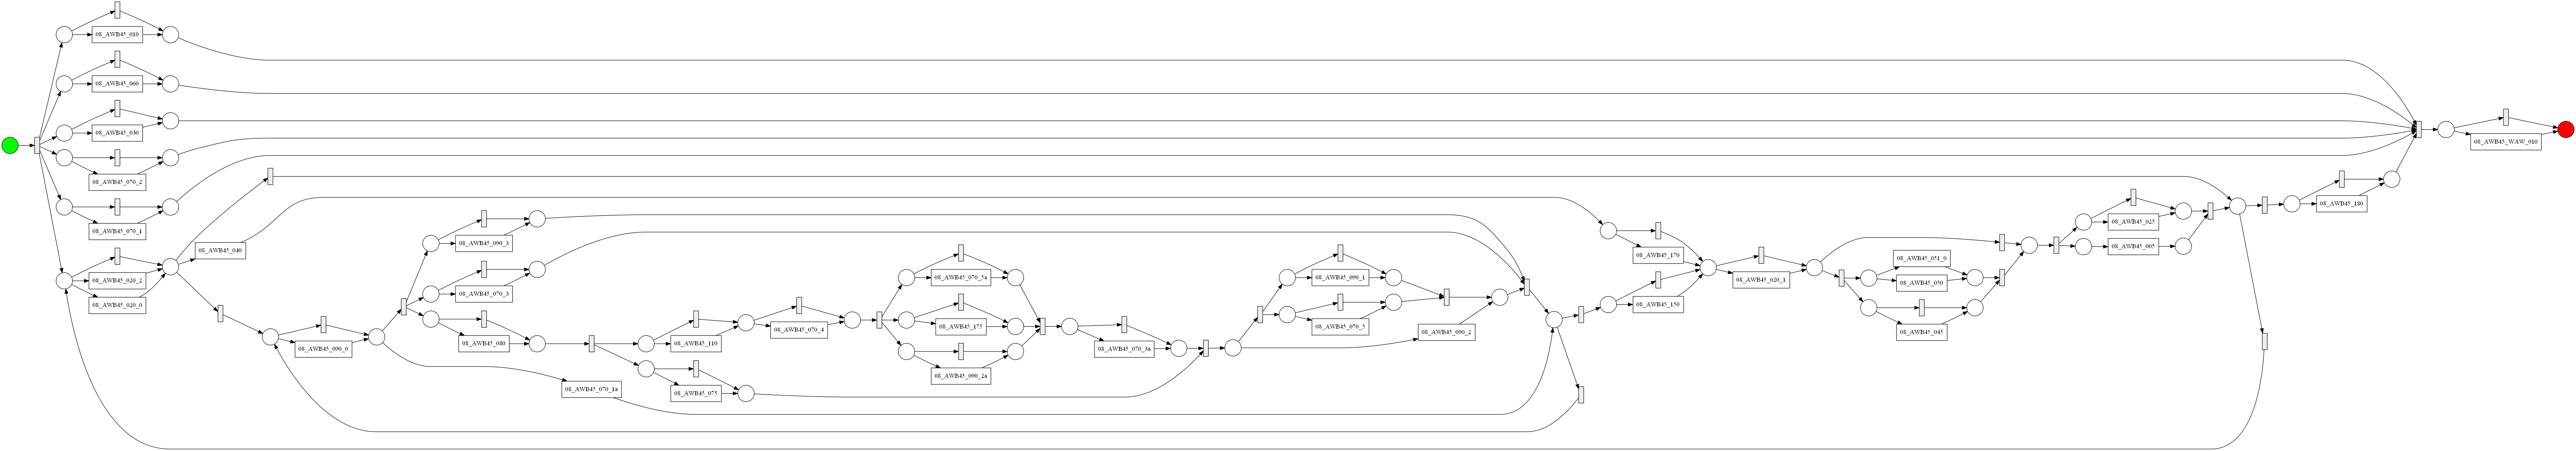 08_AWB45_010
08_AWB45_060
08_AWB45_030
08_AWB45_070_2
08_AWB45_070_1
08_AWB45_020_2
08_AWB45_020_0
08_AWB45_040
08_AWB45_090_0
08_AWB45_090_3
08_AWB45_070_3
08_AWB45_080
08_AWB45_070_1a
08_AWB45_110
08_AWB45_075
08_AWB45_070_4
08_AWB45_070_5a
08_AWB45_175
08_AWB45_090_2a
08_AWB45_070_3a
08_AWB45_090_1
08_AWB45_070_5
08_AWB45_090_2
08_AWB45_170
08_AWB45_150
08_AWB45_020_1
08_AWB45_051_0
08_AWB45_050
08_AWB45_045
08_AWB45_025
08_AWB45_005
08_AWB45_180
08_AWB45_WAW_010